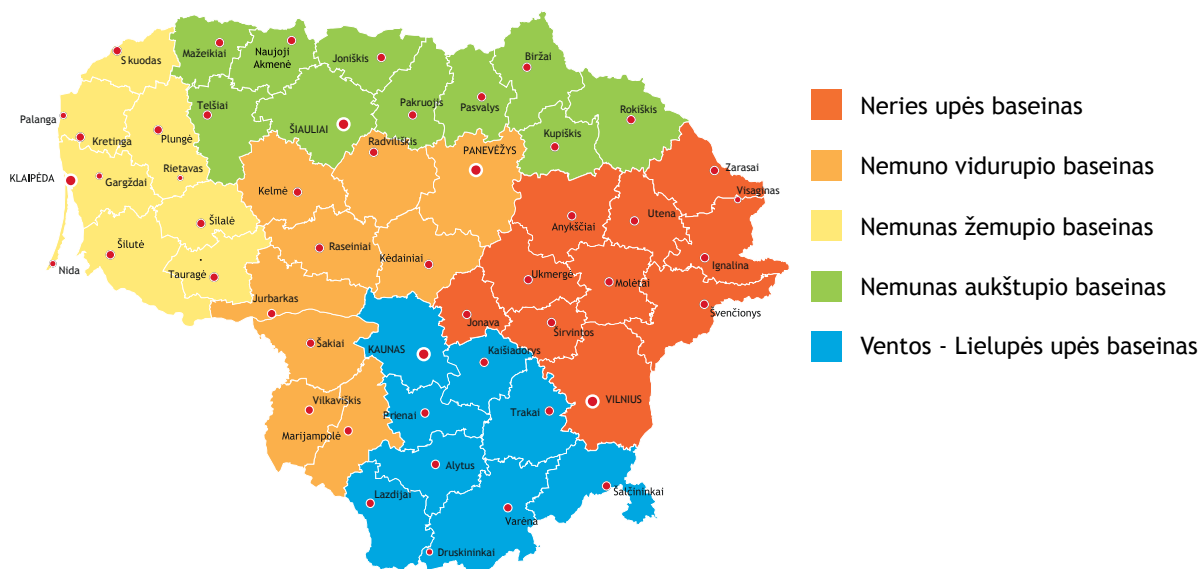 Skuodas
Mažeikiai
Naujoji
Akmenė
Joniškis
Biržai
Telšiai
Pakruojis
Pasvalys
Rokiškis
Palanga
Kretinga
Plungė
ŠIAULIAI
Radviliškis
Kupiškis
PANEVĖŽYS
Zarasai
Visaginas
KLAIPĖDA
Gargždai
Rietavas
Kelmė
Šilalė
Anykščiai
Utena
Šilutė
Raseiniai
Kėdainiai
Ignalina
Nida
Tauragė
Ukmergė
Molėtai
Jurbarkas
Jonava
Širvintos
Švenčionys
Šakiai
KAUNAS
Kaišiadorys
Vilkaviškis
Prienai
Trakai
VILNIUS
Marijampolė
Alytus
Lazdijai
Šalčininkai
Varėna
Druskininkai
Neries upės baseinas
Nemuno vidurupio baseinas
Nemunas žemupio baseinas
Nemunas aukštupio baseinas
Ventos - Lielupės upės baseinas